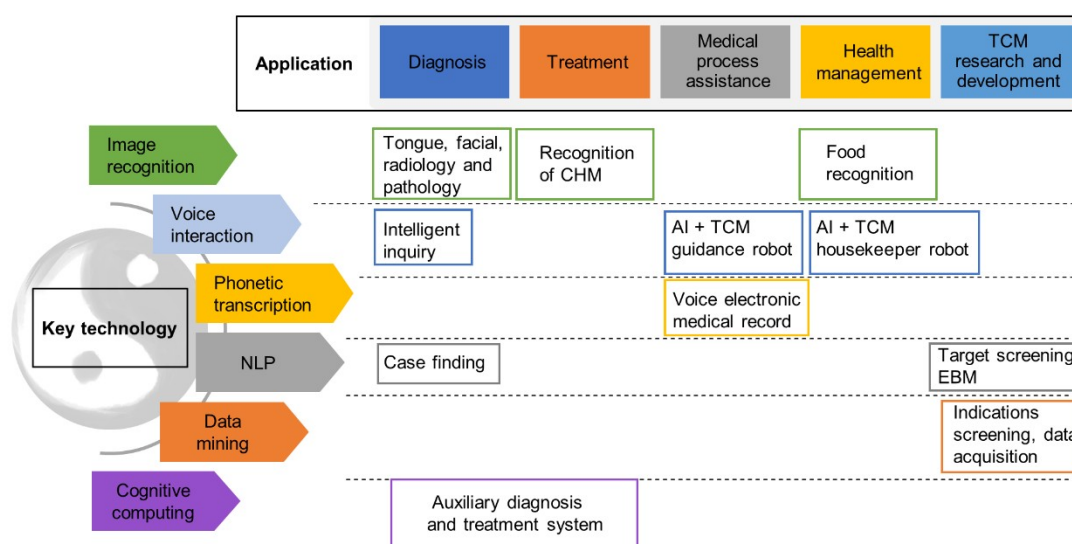 Application
Diagnosis
Treatment
Medical
process
assistance
Health
management
TCM
research and
development
Image
recognition
Tongue, facial,
radiology and
pathology
Recognition
of CHM
Food
recognition
Voice
interaction
Intelligent
inquiry
AI + TCM
guidance robot
AI + TCM
housekeeper robot
Phonetic
transcription
Voice electronic
medical record
Key technology
NLP
Case finding
Target screening
EBM
Data
mining
Indications
screening, data
acquisition
Cognitive
computing
Auxiliary diagnosis
and treatment system